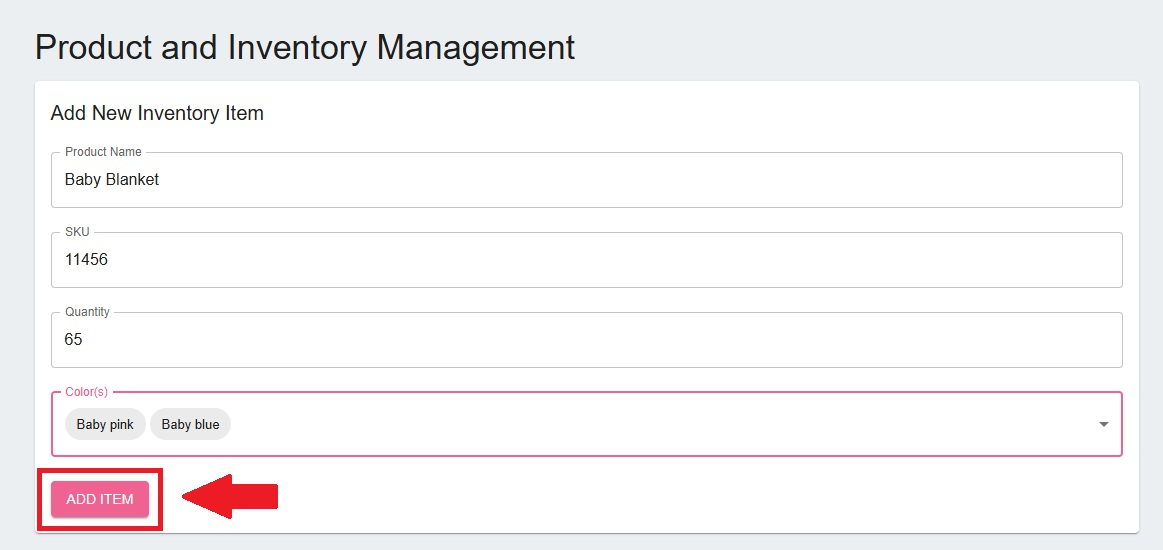 Product and Inventory Management
Add New Inventory Item
Product Name
Baby Blanket
SKU
11456
Quantity
65
Color(s)
Baby pink Baby blue
ADD ITEM